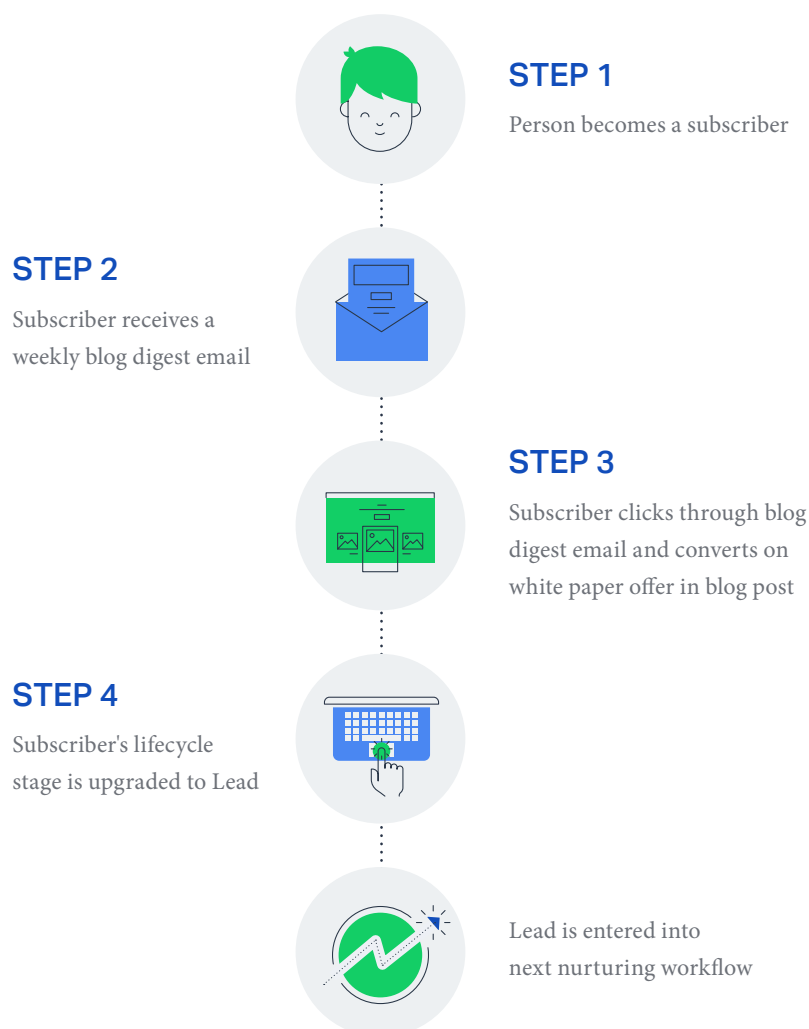 STEP 1
Person becomes a subscriber
STEP 2
Subscriber receives a
weekly blog digest email
STEP 3
Subscriber clicks through blog
digest email and converts on
white paper offer in blog post
STEP 4
Subscriber's lifecycle
stage is upgraded to Lead
Lead is entered into
next nurturing workflow